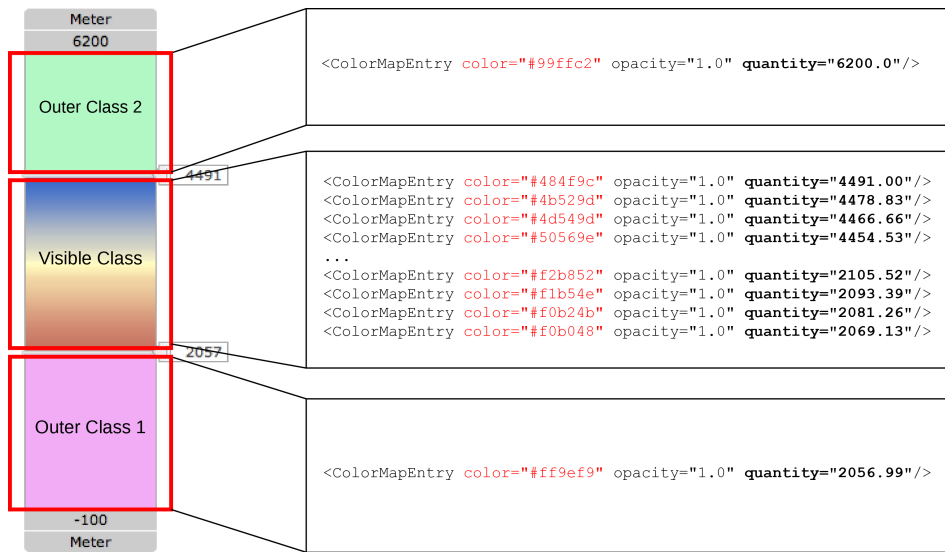 Meter
6200
Outer Class 2
4491
Visible Class
2057
Outer Class 1
-100
Meter
<ColorMapEntry color="#99ffc2" opacity="1.0" quantity="6200.0"/>
<ColorMapEntry color="#484f9c" opacity="1.0" quantity="4491.00"/>
<ColorMapEntry color="#4b529d" opacity="1.0" quantity="4478.83"/>
<ColorMapEntry color="#4d549d" opacity="1.0" quantity="4466.66"/>
<ColorMapEntry color="#50569e" opacity="1.0" quantity="4454.53"/>
...
<ColorMapEntry color="#f2b852" opacity="1.0" quantity="2105.52"/>
<ColorMapEntry color="#f1b54e" opacity="1.0" quantity="2093.39"/>
<ColorMapEntry color="#f0b24b" opacity="1.0" quantity="2081.26"/>
<ColorMapEntry color="#f0b048" opacity="1.0" quantity="2069.13"/>
<ColorMapEntry color="#ff9ef9" opacity="1.0" quantity="2056.99"/>